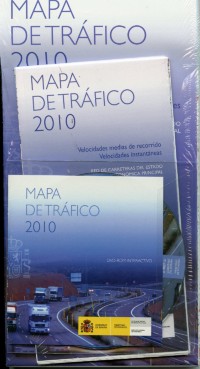 MAPA
DE TRÁFICO
2010
MAPA
DE TRÁFICO
2010
Velocidades medias de recorrido
Velocidades instantáneas
MAPA
DE TRÁFICO
2010